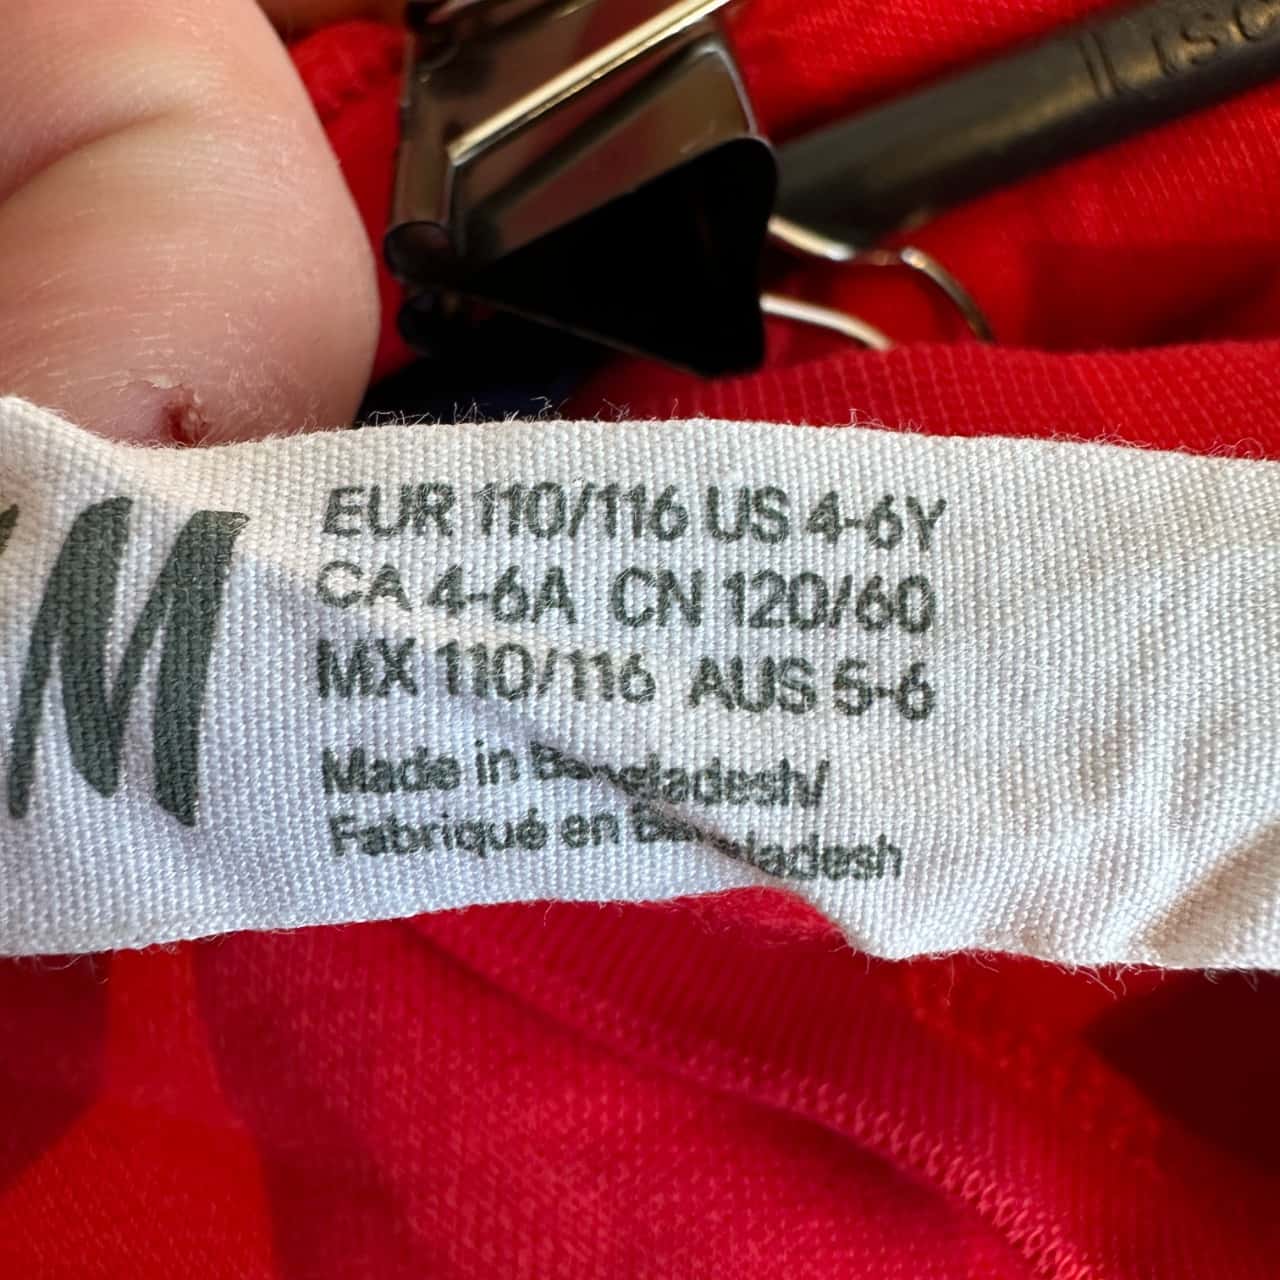 M
EUR 110/116 US 4-6Y
CA 4-6A CN 120/60
MX 110/116 AUS 5-6
Made in Bangladesh/
Fabriqué en Bangladesh